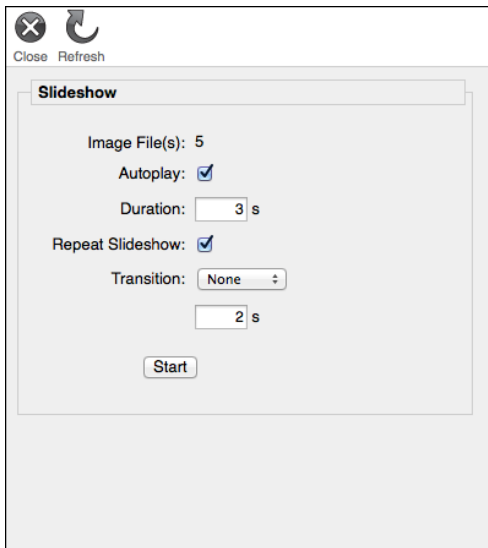 Close Refresh
Slideshow
Image File(s): 5
Autoplay:
Duration: 3 s
Repeat Slideshow:
Transition: None
2 s
Start